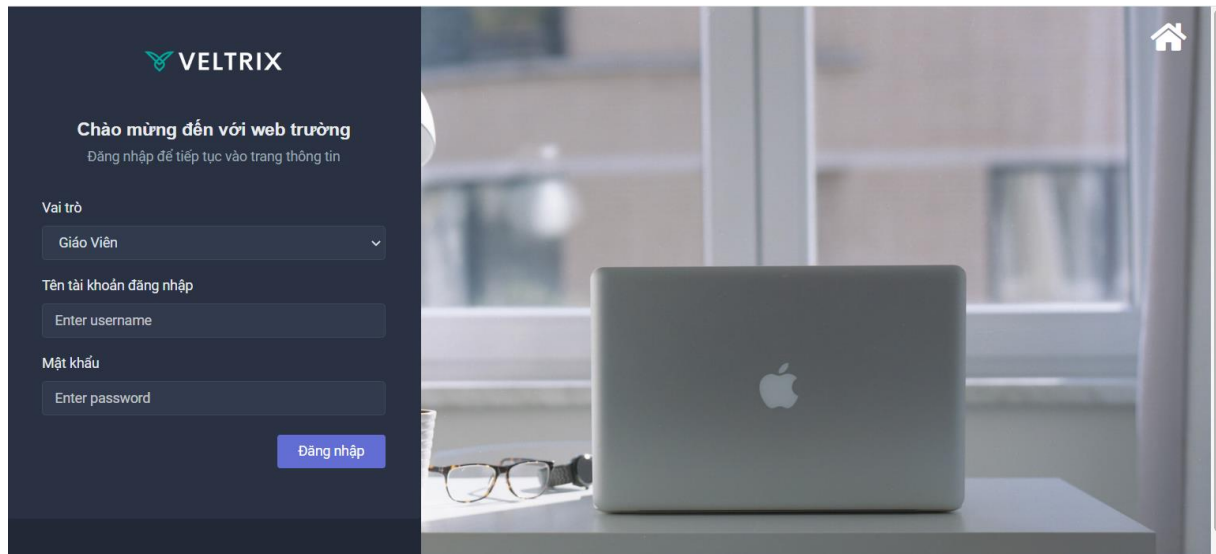 VELTRIX
Chào mừng đến với web trường
Đăng nhập để tiếp tục vào trang thông tin
Vai trò
Giáo Viên
Tên tài khoản đăng nhập
Enter username
Mật khẩu
Enter password
Đăng nhập